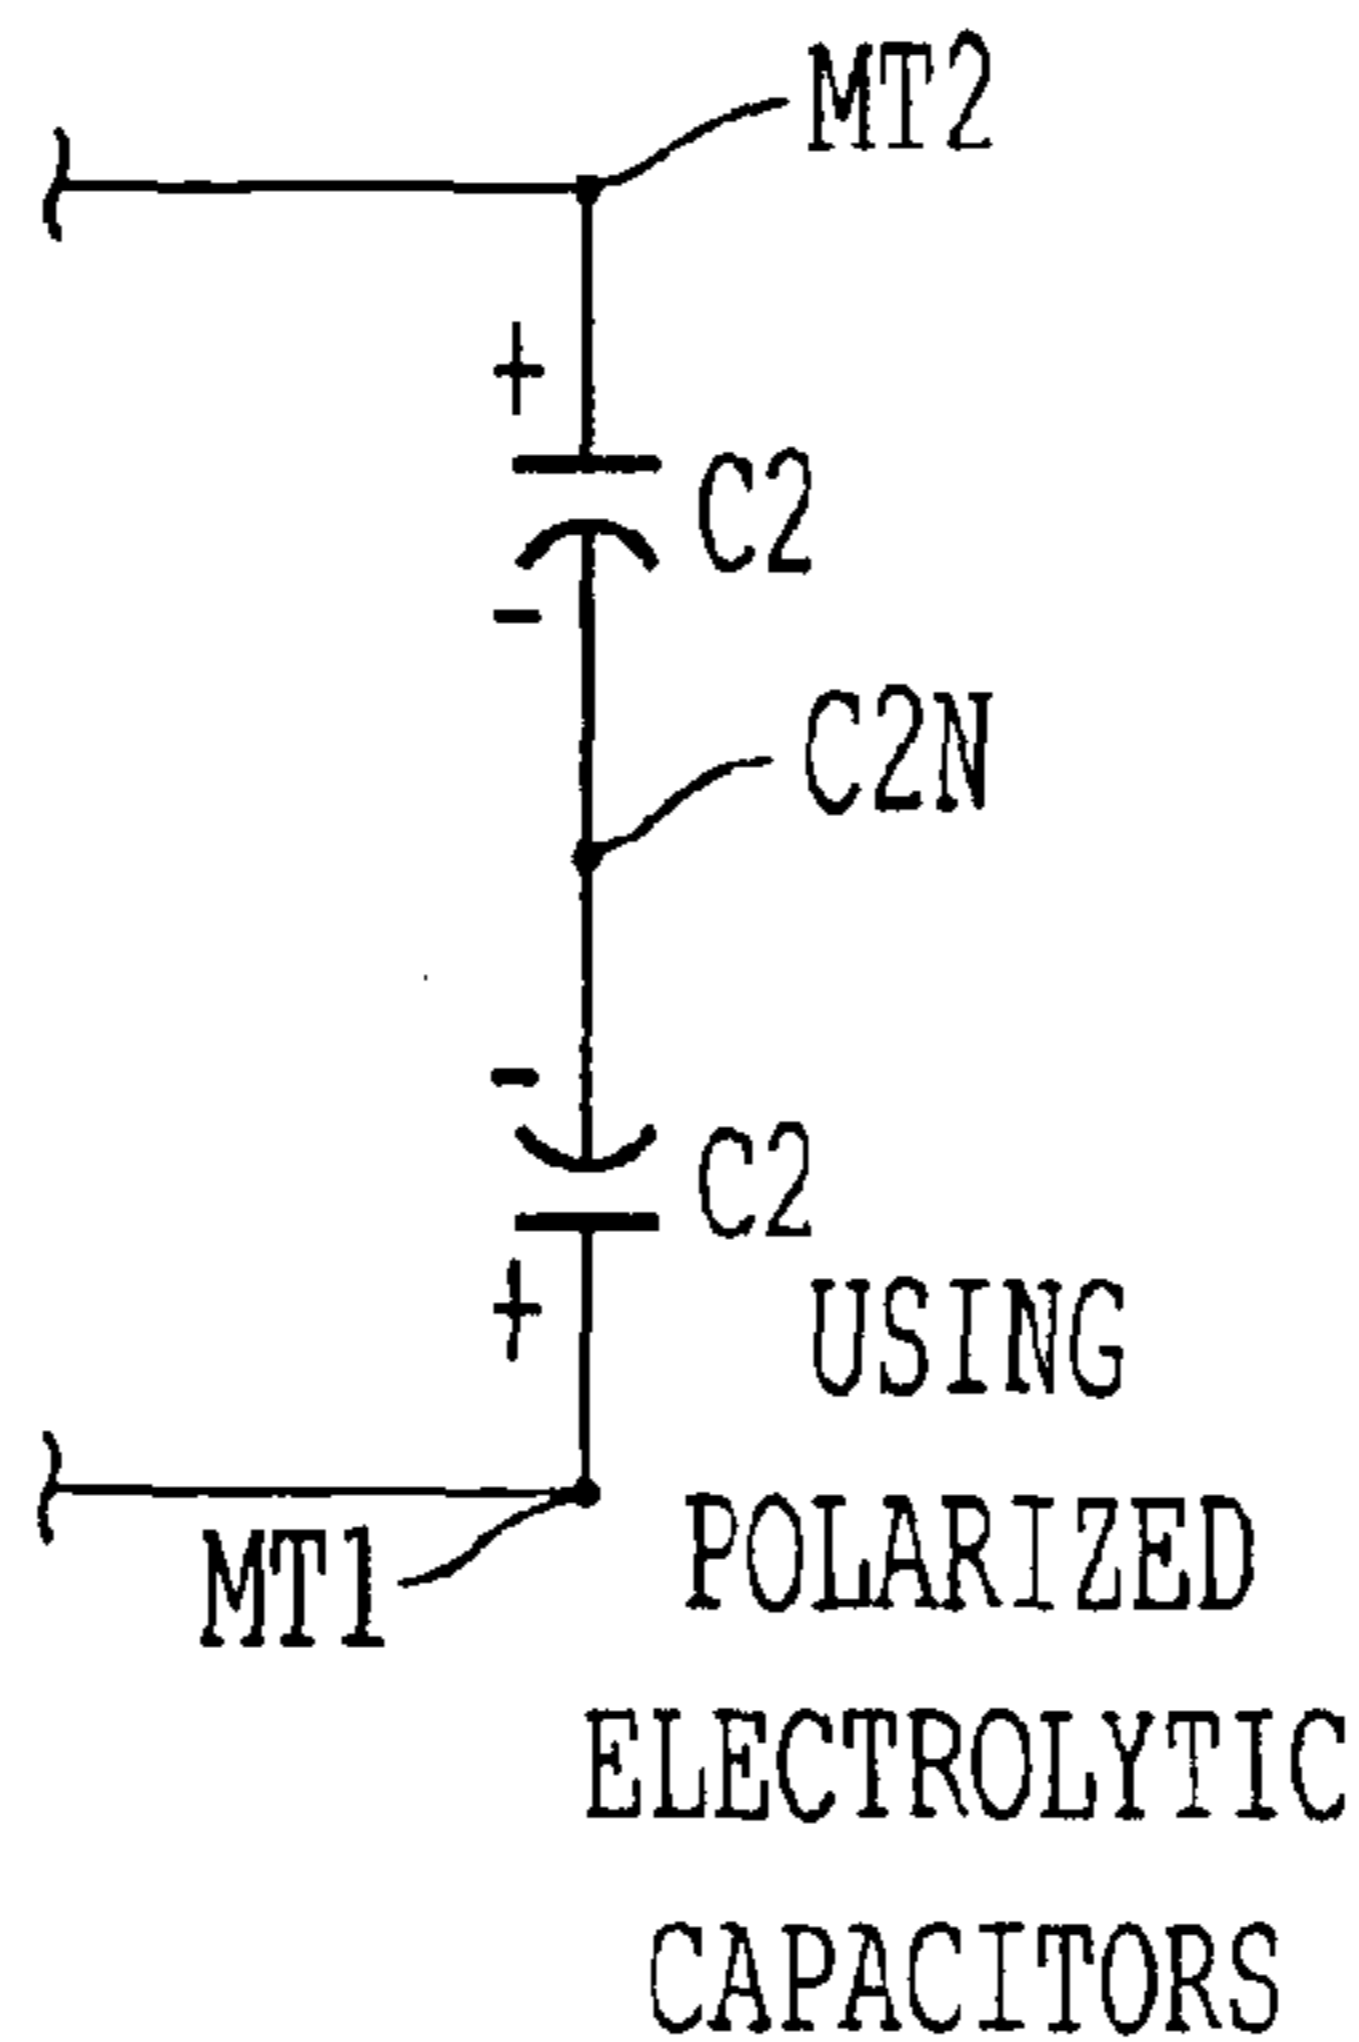 MT2
+
C2
-
C2N
-
C2
+
USING
MT1
POLARIZED
ELECTROLYTIC
CAPACITORS